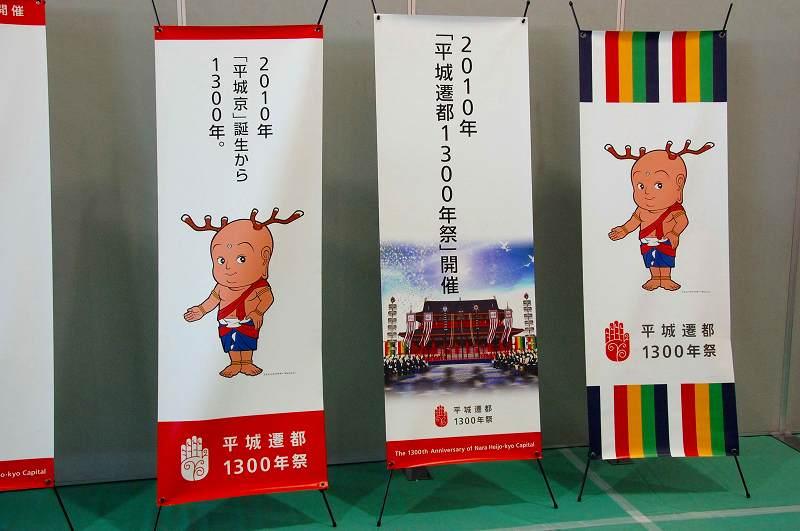 開催
o-kyo Capital
2010年
「平城京」誕生から
1300年。
平城遷都
1300年祭
2010年
「平城遷都1300年祭」開催
平城遷都
1300年祭
The 1300th Anniversary of Nara Heijo-kyo Capital
平城遷都
1300年祭